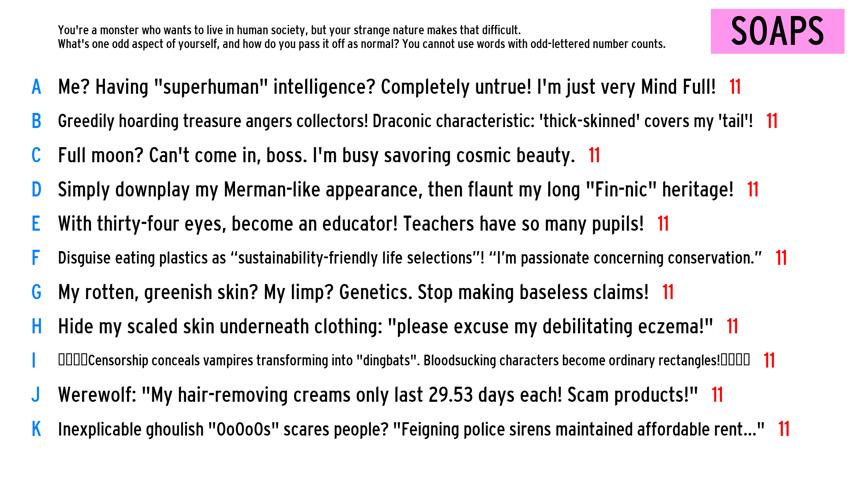 You're a monster who wants to live in human society, but your strange nature makes that difficult.
What's one odd aspect of yourself, and how do you pass it off as normal? You cannot use words with odd-lettered number counts.
SOAPS
A Me? Having "superhuman" intelligence? Completely untrue! I'm just very Mind Full! 11
B Greedily hoarding treasure angers collectors! Draconic characteristic: 'thick-skinned' covers my 'tail'! 11
C Full moon? Can't come in, boss. I'm busy savoring cosmic beauty. 11
D Simply downplay my Merman-like appearance, then flaunt my long "Fin-nic" heritage! 11
E With thirty-four eyes, become an educator! Teachers have so many pupils! 11
F Disguise eating plastics as “sustainability-friendly life selections”! “I’m passionate concerning conservation.” 11
G My rotten, greenish skin? My limp? Genetics. Stop making baseless claims! 11
H Hide my scaled skin underneath clothing: "please excuse my debilitating eczema!" 11
I ▯▯▯▯Censorship conceals vampires transforming into "dingbats". Bloodsucking characters become ordinary rectangles!▯▯▯▯ 11
J Werewolf: "My hair-removing creams only last 29.53 days each! Scam products!" 11
K Inexplicable ghoulish "OoOoOs" scares people? "Feigning police sirens maintained affordable rent..." 11